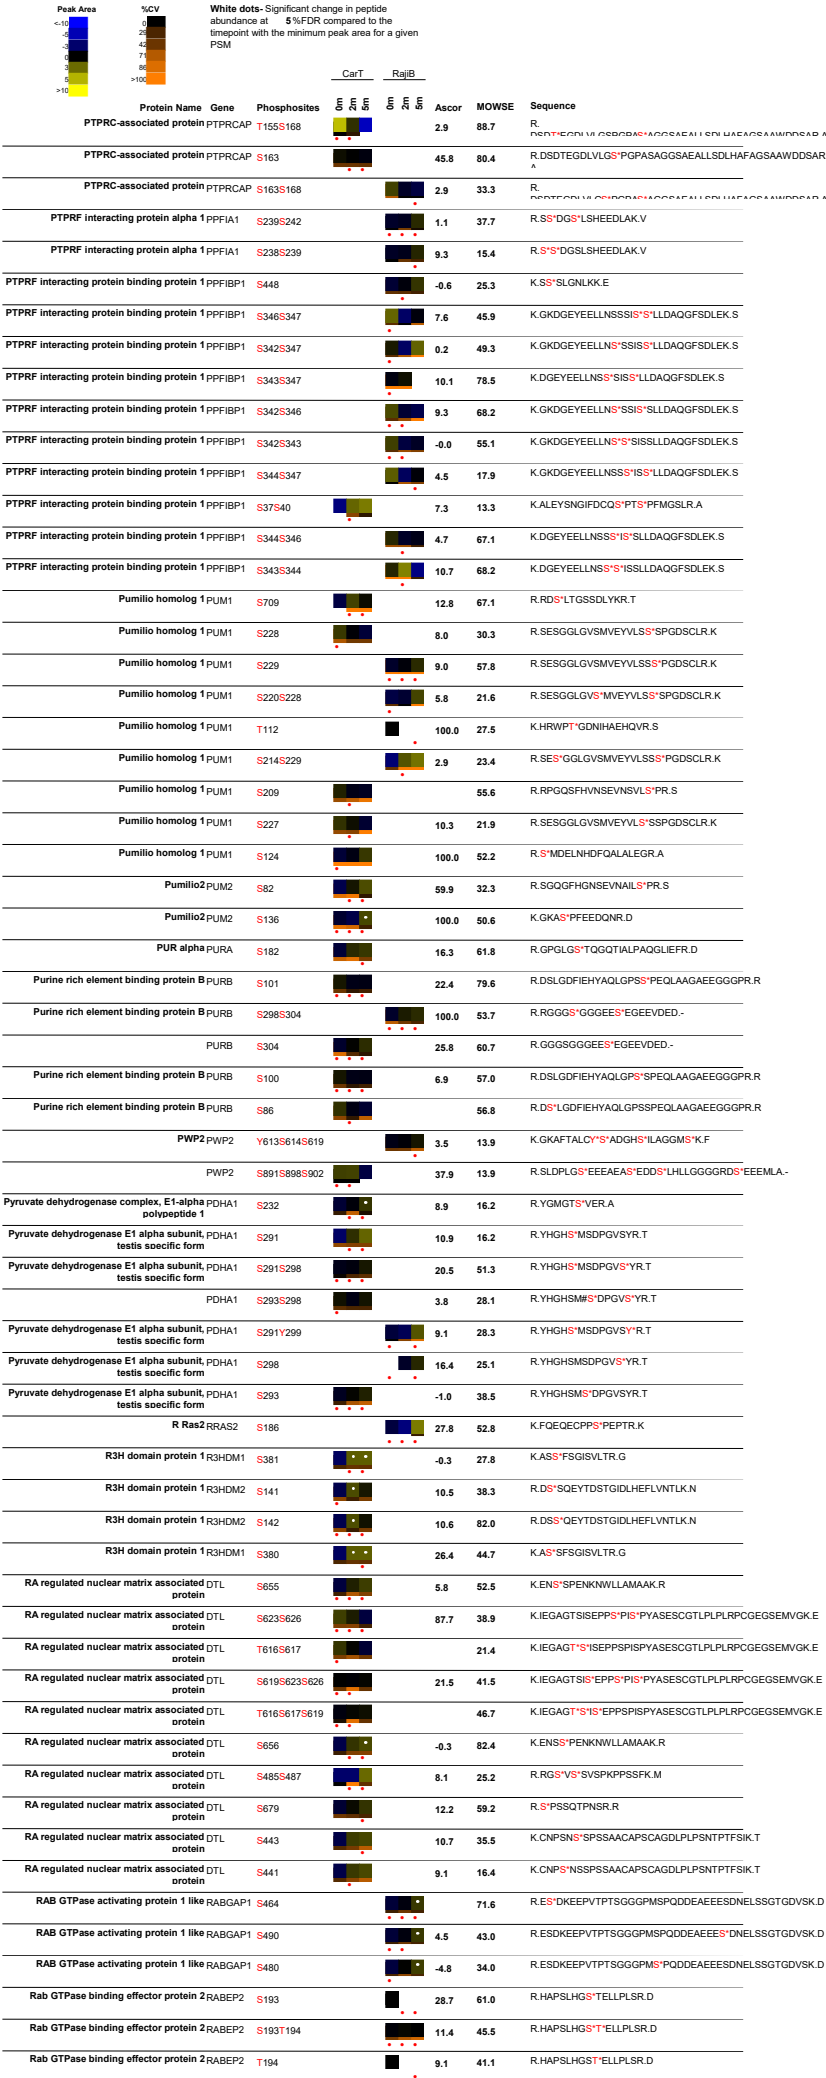 Peak Area %CV White dots- Significant change in peptide
abundance at 5 %FDR compared to the
timepoint with the minimum peak area for a given
PSM
<-10 0
-5 29
-3 42
0 71
3 86
5 >100
>10
CarT RajiB
Protein Name Gene Phosphosites 0m 2m 5m 0m 2m 5m Ascor MOWSE Sequence
PTPRC-associated protein PTPRCAP T155S168 2.9 88.7 R.
DSDT*EGDLVLGSPGPAS*AGGSAEALLSDLHAFAGSAAWDDSAR.A
PTPRC-associated protein PTPRCAP S163 45.8 80.4 R.DSDTEGDLVLGS*PGPASAGGSAEALLSDLHAFAGSAAWDDSAR.
A
PTPRC-associated protein PTPRCAP S163S168 2.9 33.3 R.
DSDTEGDLVLGS*PGPAS*AGGSAEALLSDLHAFAGSAAWDDSAR.A
PTPRF interacting protein alpha 1 PPFIA1 S239S242 1.1 37.7 R.SS*DGS*LSHEEDLAK.V
PTPRF interacting protein alpha 1 PPFIA1 S238S239 9.3 15.4 R.S*S*DGSLSHEEDLAK.V
PTPRF interacting protein binding protein 1 PPFIBP1 S448 -0.6 25.3 K.SS*SLGNLKK.E
PTPRF interacting protein binding protein 1 PPFIBP1 S346S347 7.6 45.9 K.GKDGEYEELLNSSSIS*S*LLDAQGFSDLEK.S
PTPRF interacting protein binding protein 1 PPFIBP1 S342S347 0.2 49.3 K.GKDGEYEELLNS*SSISS*LLDAQGFSDLEK.S
PTPRF interacting protein binding protein 1 PPFIBP1 S343S347 10.1 78.5 K.DGEYEELLNSS*SISS*LLDAQGFSDLEK.S
PTPRF interacting protein binding protein 1 PPFIBP1 S342S346 9.3 68.2 K.GKDGEYEELLNS*SSIS*SLLDAQGFSDLEK.S
PTPRF interacting protein binding protein 1 PPFIBP1 S342S343 -0.0 55.1 K.GKDGEYEELLNS*S*SISSLLDAQGFSDLEK.S
PTPRF interacting protein binding protein 1 PPFIBP1 S344S347 4.5 17.9 K.GKDGEYEELLNSSS*ISS*LLDAQGFSDLEK.S
PTPRF interacting protein binding protein 1 PPFIBP1 S37S40 7.3 13.3 K.ALEYSNGIFDCQS*PTS*PFMGSLR.A
PTPRF interacting protein binding protein 1 PPFIBP1 S344S346 4.7 67.1 K.DGEYEELLNSSS*IS*SLLDAQGFSDLEK.S
PTPRF interacting protein binding protein 1 PPFIBP1 S343S344 10.7 68.2 K.DGEYEELLNSS*S*ISSLLDAQGFSDLEK.S
Pumilio homolog 1 PUM1 S709 12.8 67.1 R.RDS*LTGSSDLYKR.T
Pumilio homolog 1 PUM1 S228 8.0 30.3 R.SESGGLGVSMVEYVLSS*SPGDSCLR.K
Pumilio homolog 1 PUM1 S229 9.0 57.8 R.SESGGLGVSMVEYVLSSS*PGDSCLR.K
Pumilio homolog 1 PUM1 S220S228 5.8 21.6 R.SESGGLGVS*MVEYVLSS*SPGDSCLR.K
Pumilio homolog 1 PUM1 T112 100.0 27.5 K.HRWPT*GDNIHAEHQVR.S
Pumilio homolog 1 PUM1 S214S229 2.9 23.4 R.SES*GGLGVSMVEYVLSSS*PGDSCLR.K
Pumilio homolog 1 PUM1 S209 55.6 R.RPGQSFHVNSEVNSVLS*PR.S
Pumilio homolog 1 PUM1 S227 10.3 21.9 R.SESGGLGVSMVEYVLS*SSPGDSCLR.K
Pumilio homolog 1 PUM1 S124 100.0 52.2 R.S*MDELNHDFQALALEGR.A
Pumilio2 PUM2 S82 59.9 32.3 R.SGQGFHGNSEVNAILS*PR.S
Pumilio2 PUM2 S136 100.0 50.6 K.GKAS*PFEEDQNR.D
PUR alpha PURA S182 16.3 61.8 R.GPGLGS*TQGQTIALPAQGLIEFR.D
Purine rich element binding protein B PURB S101 22.4 79.6 R.DSLGDFIEHYAQLGPSS*PEQLAAGAEEGGGPR.R
Purine rich element binding protein B PURB S298S304 100.0 53.7 R.RGGGS*GGGEES*EGEEVDED.-
PURB S304 25.8 60.7 R.GGGSGGGEES*EGEEVDED.-
Purine rich element binding protein B PURB S100 6.9 57.0 R.DSLGDFIEHYAQLGPS*SPEQLAAGAEEGGGPR.R
Purine rich element binding protein B PURB S86 56.8 R.DS*LGDFIEHYAQLGPSSPEQLAAGAEEGGGPR.R
PWP2 PWP2 Y613S614S619 3.5 13.9 K.GKAFTALCY*S*ADGHS*ILAGGMS*K.F
PWP2 S891S898S902 37.9 13.9 R.SLDPLGS*EEEAEAS*EDDS*LHLLGGGGRDS*EEEMLA.-
Pyruvate dehydrogenase complex, E1-alpha PDHA1 S232 8.9 16.2 R.YGMGTS*VER.A
polypeptide 1
Pyruvate dehydrogenase E1 alpha subunit, PDHA1 S291 10.9 16.2 R.YHGHS*MSDPGVSYR.T
testis specific form
Pyruvate dehydrogenase E1 alpha subunit, PDHA1 S291S298 20.5 51.3 R.YHGHS*MSDPGVS*YR.T
testis specific form
PDHA1 S293S298 3.8 28.1 R.YHGHSM#S*DPGVS*YR.T
Pyruvate dehydrogenase E1 alpha subunit, PDHA1 S291Y299 9.1 28.3 R.YHGHS*MSDPGVSY*R.T
testis specific form
Pyruvate dehydrogenase E1 alpha subunit, PDHA1 S298 16.4 25.1 R.YHGHSMSDPGVS*YR.T
testis specific form
Pyruvate dehydrogenase E1 alpha subunit, PDHA1 S293 -1.0 38.5 R.YHGHSMS*DPGVSYR.T
testis specific form
R Ras2 RRAS2 S186 27.8 52.8 K.FQEQECPPS*PEPTR.K
R3H domain protein 1 R3HDM1 S381 -0.3 27.8 K.ASS*FSGISVLTR.G
R3H domain protein 1 R3HDM2 S141 10.5 38.3 R.DS*SQEYTDSTGIDLHEFLVNTLK.N
R3H domain protein 1 R3HDM2 S142 10.6 82.0 R.DSS*QEYTDSTGIDLHEFLVNTLK.N
R3H domain protein 1 R3HDM1 S380 26.4 44.7 K.AS*SFSGISVLTR.G
RA regulated nuclear matrix associated DTL S655 5.8 52.5 K.ENS*SPENKNWLLAMAAK.R
protein
RA regulated nuclear matrix associated DTL S623S626 87.7 38.9 K.IEGAGTSISEPPS*PIS*PYASESCGTLPLPLRPCGEGSEMVGK.E
protein
RA regulated nuclear matrix associated DTL T616S617 21.4 K.IEGAGT*S*ISEPPSPISPYASESCGTLPLPLRPCGEGSEMVGK.E
protein
RA regulated nuclear matrix associated DTL S619S623S626 21.5 41.5 K.IEGAGTSIS*EPPS*PIS*PYASESCGTLPLPLRPCGEGSEMVGK.E
protein
RA regulated nuclear matrix associated DTL T616S617S619 46.7 K.IEGAGT*S*IS*EPPSPISPYASESCGTLPLPLRPCGEGSEMVGK.E
protein
RA regulated nuclear matrix associated DTL S656 -0.3 82.4 K.ENSS*PENKNWLLAMAAK.R
protein
RA regulated nuclear matrix associated DTL S485S487 8.1 25.2 R.RGS*VS*SVSPKPPSSFK.M
protein
RA regulated nuclear matrix associated DTL S679 12.2 59.2 R.S*PSSQTPNSR.R
protein
RA regulated nuclear matrix associated DTL S443 10.7 35.5 K.CNPSNS*SPSSAACAPSCAGDLPLPSNTPTFSIK.T
protein
RA regulated nuclear matrix associated DTL S441 9.1 16.4 K.CNPS*NSSPSSAACAPSCAGDLPLPSNTPTFSIK.T
protein
RAB GTPase activating protein 1 like RABGAP1 S464 71.6 R.ES*DKEEPVTPTSGGGPMSPQDDEAEEESDNELSSGTGDVSK.D
RAB GTPase activating protein 1 like RABGAP1 S490 4.5 43.0 R.ESDKEEPVTPTSGGGPMSPQDDEAEEES*DNELSSGTGDVSK.D
RAB GTPase activating protein 1 like RABGAP1 S480 -4.8 34.0 R.ESDKEEPVTPTSGGGPMS*PQDDEAEEESDNELSSGTGDVSK.D
Rab GTPase binding effector protein 2 RABEP2 S193 28.7 61.0 R.HAPSLHGS*TELLPLSR.D
Rab GTPase binding effector protein 2 RABEP2 S193T194 11.4 45.5 R.HAPSLHGS*T*ELLPLSR.D
Rab GTPase binding effector protein 2 RABEP2 T194 9.1 41.1 R.HAPSLHGST*ELLPLSR.D